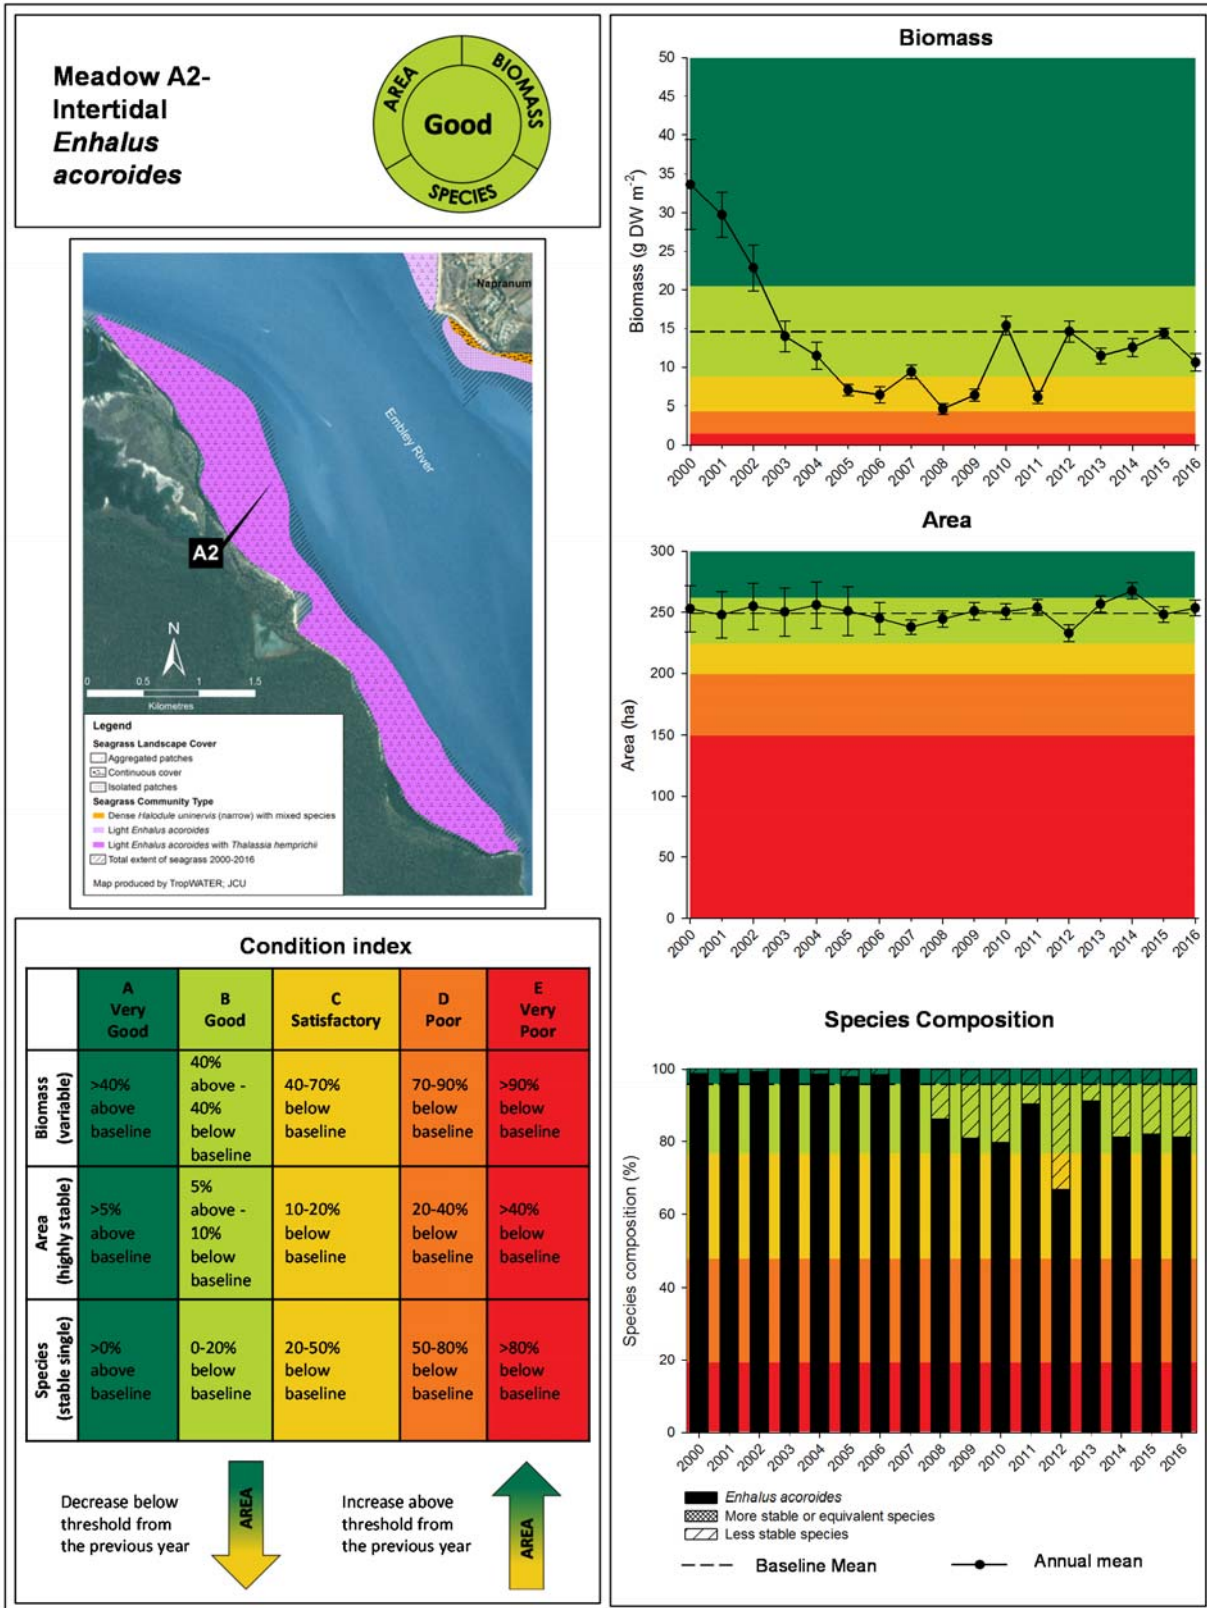 Meadow A2-
Intertidal
Enhalus
acoroides
AREA
BIOMASS
Good
SPECIES
Napranum
Embley River
A2
N
0 0.5 1 1.5
Kilometres
Legend
Seagrass Landscape Cover
Aggregated patches
Continuous cover
Isolated patches
Seagrass Community Type
Dense Halodule uninervis (narrow) with mixed species
Light Enhalus acoroides
Light Enhalus acoroides with Thalassia hemprichii
Total extent of seagrass 2000-2016
Map produced by TropWATER; JCU
Condition index
A
Very
Good
B
Good
C
Satisfactory
D
Poor
E
Very
Poor
Biomass
(variable)
>40%
above
baseline
40%
above -
40%
below
baseline
40-70%
below
baseline
70-90%
below
baseline
>90%
below
baseline
Area
(highly stable)
>5%
above
baseline
5%
above -
10%
below
baseline
10-20%
below
baseline
20-40%
below
baseline
>40%
below
baseline
Species
(stable single)
>0%
above
baseline
0-20%
below
baseline
20-50%
below
baseline
50-80%
below
baseline
>80%
below
baseline
Decrease below
threshold from
the previous year
AREA
Increase above
threshold from
the previous year
AREA
Biomass
Biomass (g DW m-2)
50
45
40
35
30
25
20
15
10
5
0
2000 2001 2002 2003 2004 2005 2006 2007 2008 2009 2010 2011 2012 2013 2014 2015 2016
Area
Area (ha)
300
250
200
150
100
50
0
2000 2001 2002 2003 2004 2005 2006 2007 2008 2009 2010 2011 2012 2013 2014 2015 2016
Species Composition
Species composition (%)
100
80
60
40
20
0
2000 2001 2002 2003 2004 2005 2006 2007 2008 2009 2010 2011 2012 2013 2014 2015 2016
Enhalus acoroides
More stable or equivalent species
Less stable species
Baseline Mean
Annual mean